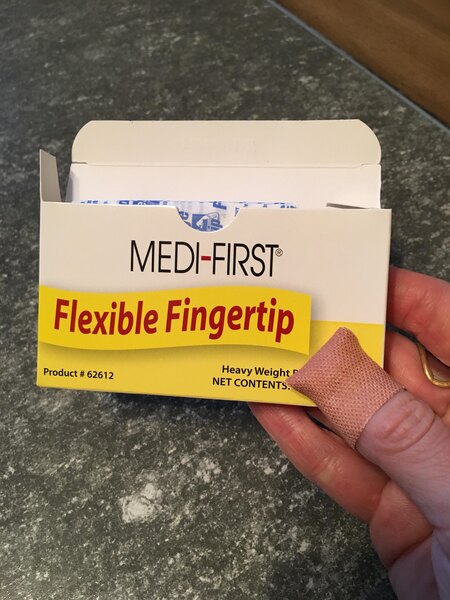 MEDI-FIRST®
Flexible Fingertip
Product # 62612
Heavy Weight
NET CONTENTS: